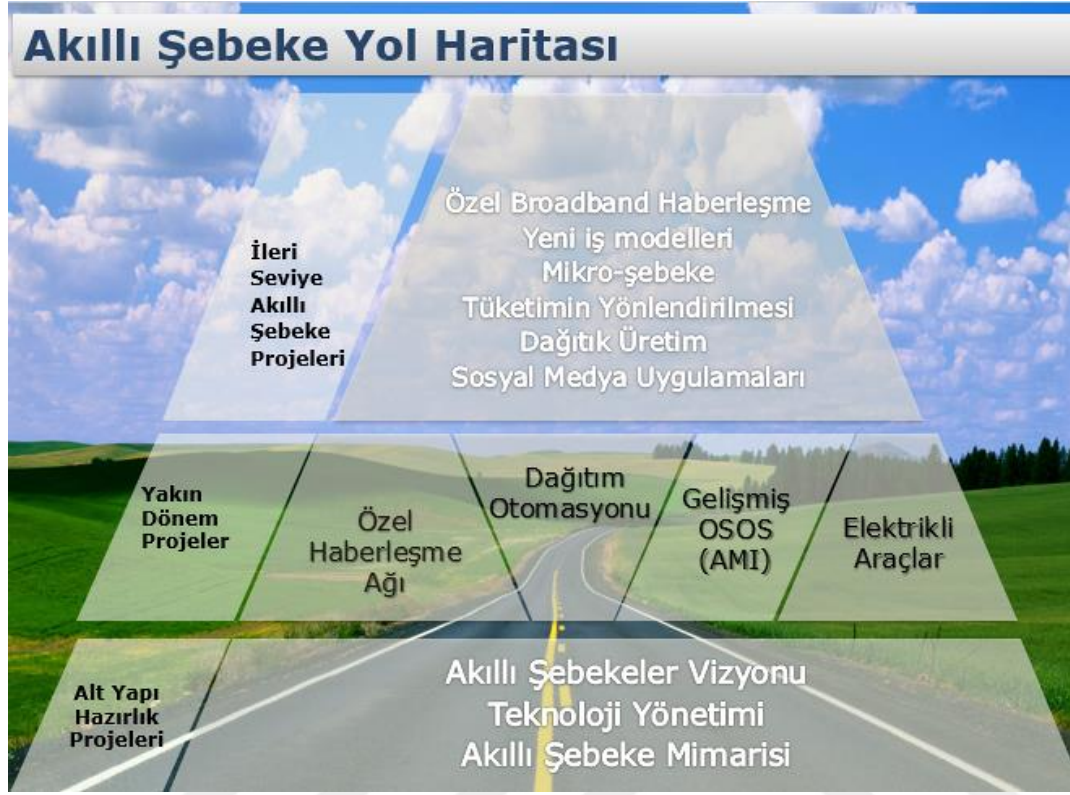 Akıllı Şebeke Yol Haritası
İleri
Seviye
Akıllı
Şebeke
Projeleri
Özel Broadband Haberleşme
Yeni iş modelleri
Mikro-şebeke
Tüketimin Yönlendirilmesi
Dağıtık Üretim
Sosyal Medya Uygulamaları
Yakın
Dönem
Projeler
Özel
Haberleşme
Ağı
Dağıtım
Otomasyonu
Gelişmiş
OSOS
(AMI)
Elektrikli
Araçlar
Alt Yapı
Hazırlık
Projeleri
Akıllı Şebekeler Vizyonu
Teknoloji Yönetimi
Akıllı Şebeke Mimarisi